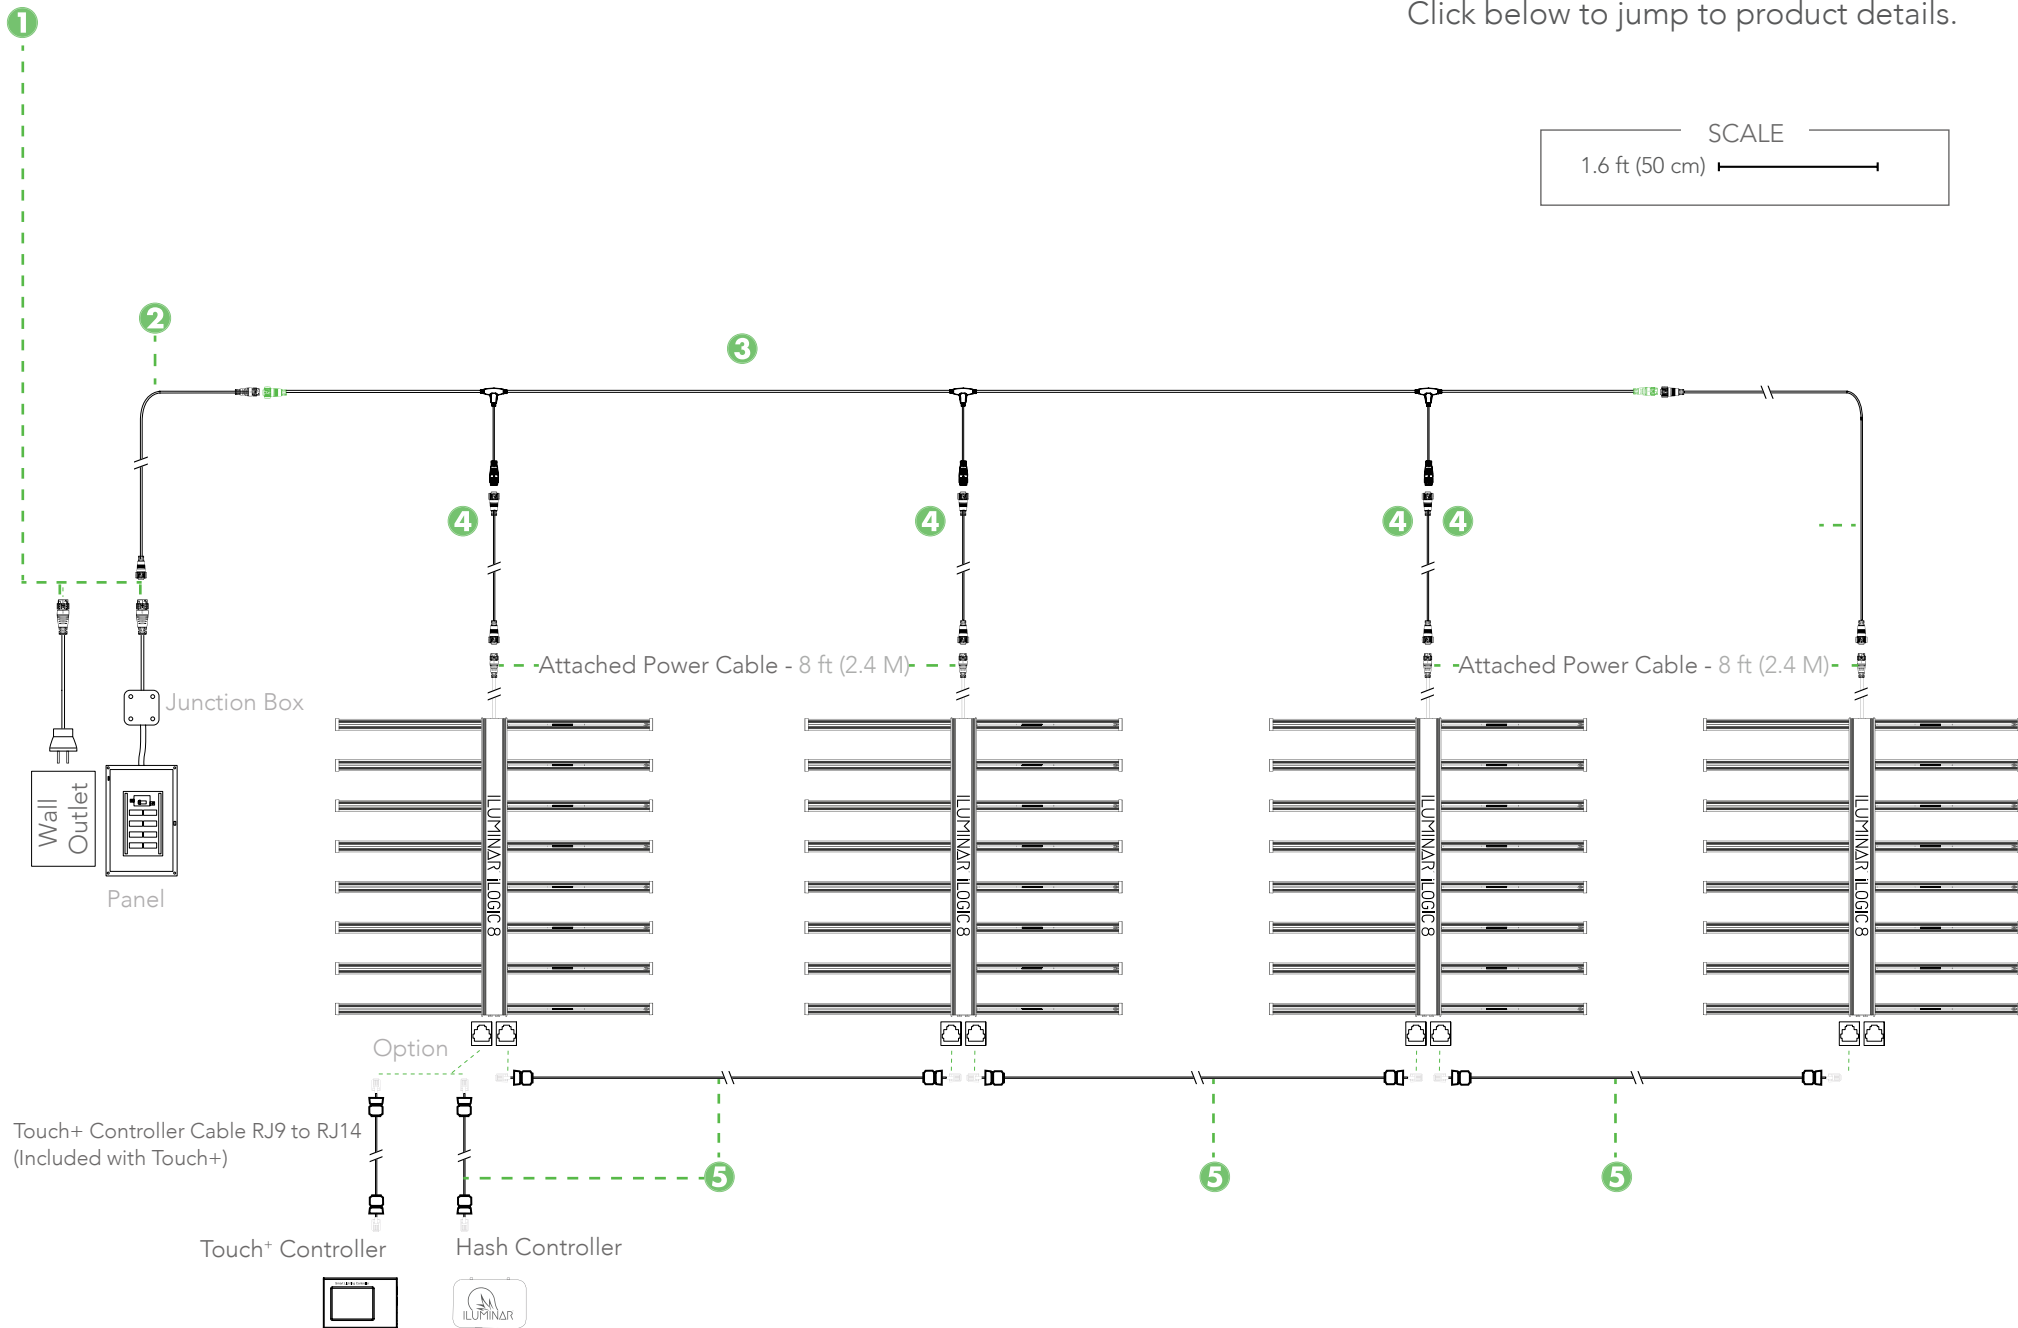 Click below to jump to product details.
1
SCALE
1.6 ft (50 cm)
2
3
4
4
4
4
Attached Power Cable - 8 ft (2.4 M)
Attached Power Cable - 8 ft (2.4 M)
Junction Box
Wall
Outlet
Panel
ILUMINAR iLOGIC 8
ILUMINAR iLOGIC 8
ILUMINAR iLOGIC 8
ILUMINAR iLOGIC 8
Option
Touch+ Controller Cable RJ9 to RJ14
(Included with Touch+)
5
5
5
Touch+ Controller
Hash Controller
ILUMINAR